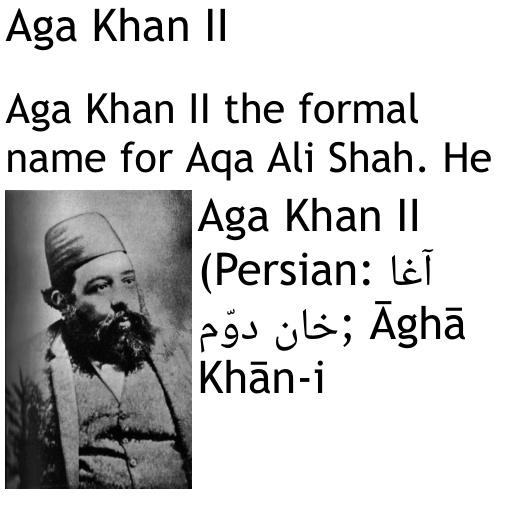 Aga Khan II
Aga Khan II the formal
name for Aqa Ali Shah. He
Aga Khan II
(Persian: آغا
خان دوّم; Āghā
Khān-i